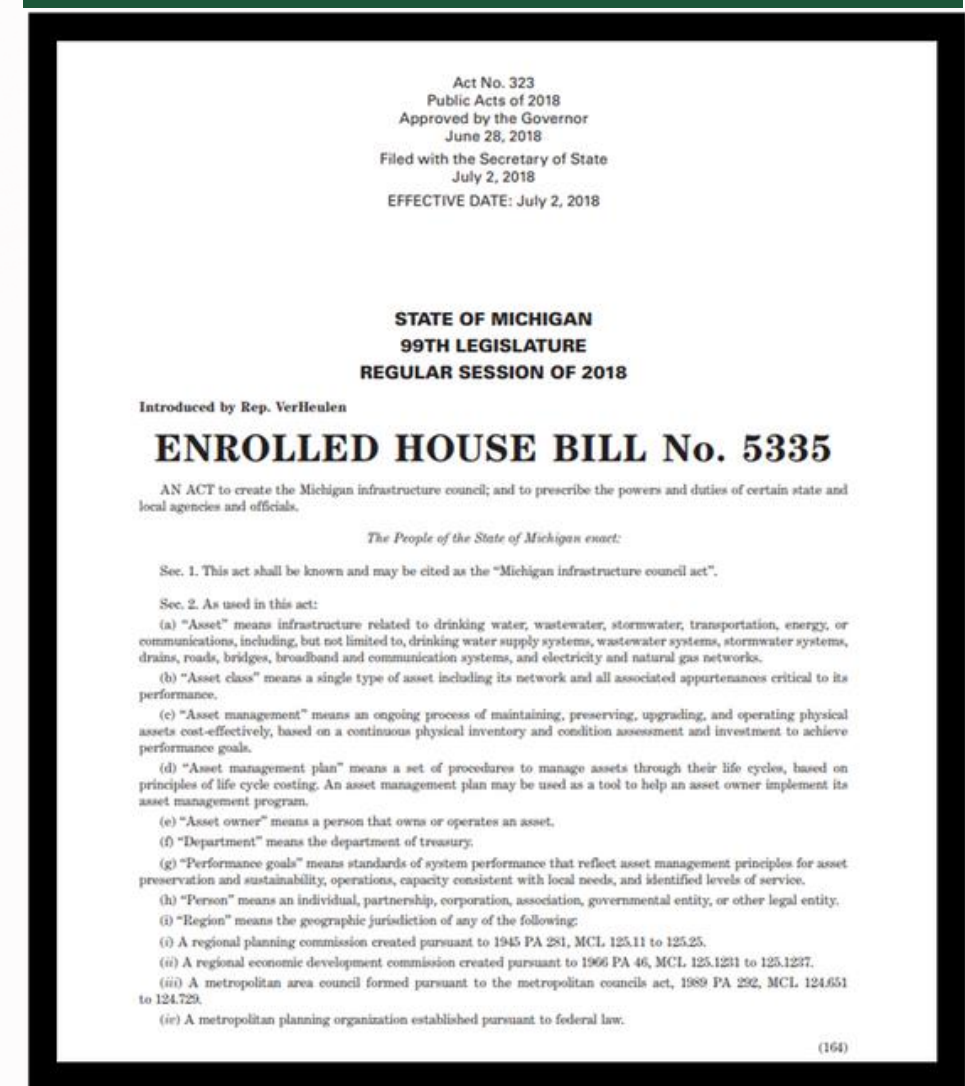 Act No. 323
Public Acts of 2018
Approved by the Governor
June 28, 2018
Filed with the Secretary of State
July 2, 2018
EFFECTIVE DATE: July 2, 2018
STATE OF MICHIGAN
99TH LEGISLATURE
REGULAR SESSION OF 2018
Introduced by Rep. VerHeulen
ENROLLED HOUSE BILL No. 5335
AN ACT to create the Michigan infrastructure council; and to prescribe the powers and duties of certain state and
local agencies and officials.
The People of the State of Michigan enact:
Sec. 1. This act shall be known and may be cited as the “Michigan infrastructure council act”.
Sec. 2. As used in this act:
(a) “Asset” means infrastructure related to drinking water, wastewater, stormwater, transportation, energy, or
communications, including, but not limited to, drinking water supply systems, wastewater systems, stormwater systems,
drains, roads, bridges, broadband and communication systems, and electricity and natural gas networks.
(b) “Asset class” means a single type of asset including its network and all associated appurtenances critical to its
performance.
(c) “Asset management” means an ongoing process of maintaining, preserving, upgrading, and operating physical
assets cost-effectively, based on a continuous physical inventory and condition assessment and investment to achieve
performance goals.
(d) “Asset management plan” means a set of procedures to manage assets through their life cycles, based on
principles of life cycle costing. An asset management plan may be used as a tool to help an asset owner implement its
asset management program.
(e) “Asset owner” means a person that owns or operates an asset.
(f) “Department” means the department of treasury.
(g) “Performance goals” means standards of system performance that reflect asset management principles for asset
preservation and sustainability, operations, capacity consistent with local needs, and identified levels of service.
(h) “Person” means an individual, partnership, corporation, association, governmental entity, or other legal entity.
(i) “Region” means the geographic jurisdiction of any of the following:
(i) A regional planning commission created pursuant to 1945 PA 281, MCL 125.11 to 125.25.
(ii) A regional economic development commission created pursuant to 1966 PA 46, MCL 125.1231 to 125.1237.
(iii) A metropolitan area council formed pursuant to the metropolitan councils act, 1989 PA 292, MCL 124.651
to 124.729.
(iv) A metropolitan planning organization established pursuant to federal law.
(164)